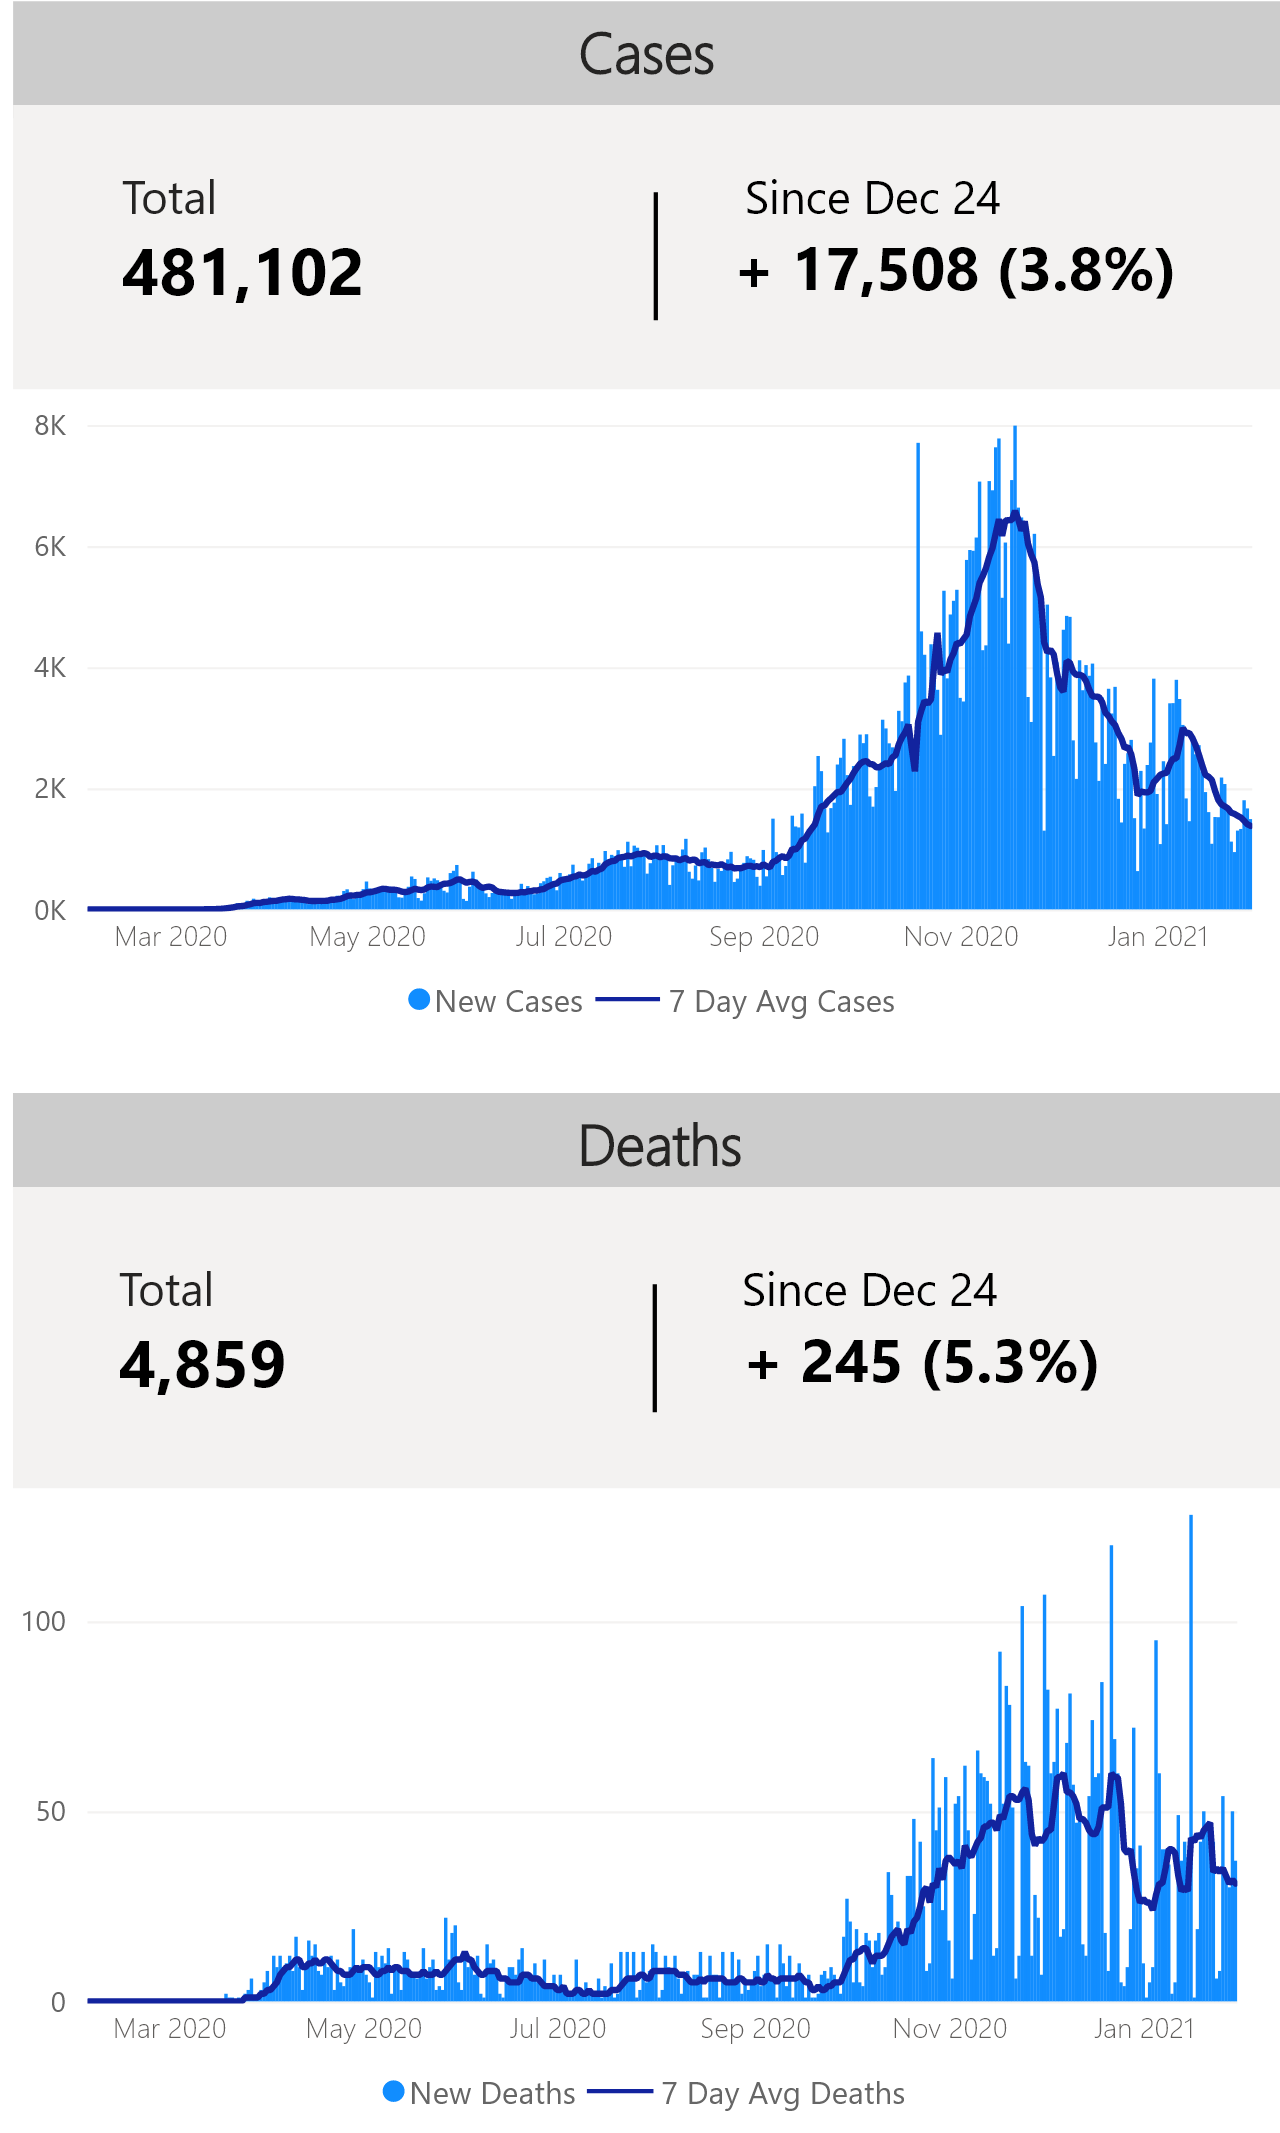 Cases
Total
Since Dec 24
481,102
+ 17,508 (3.8%)
8K
6K
4K
2K
0K
Mar 2020 May 2020 Jul 2020 Sep 2020 Nov 2020 Jan 2021
New Cases 7 Day Avg Cases
Deaths
Total
Since Dec 24
4,859
+ 245 (5.3%)
100
50
0
Mar 2020 May 2020 Jul 2020 Sep 2020 Nov 2020 Jan 2021
New Deaths 7 Day Avg Deaths